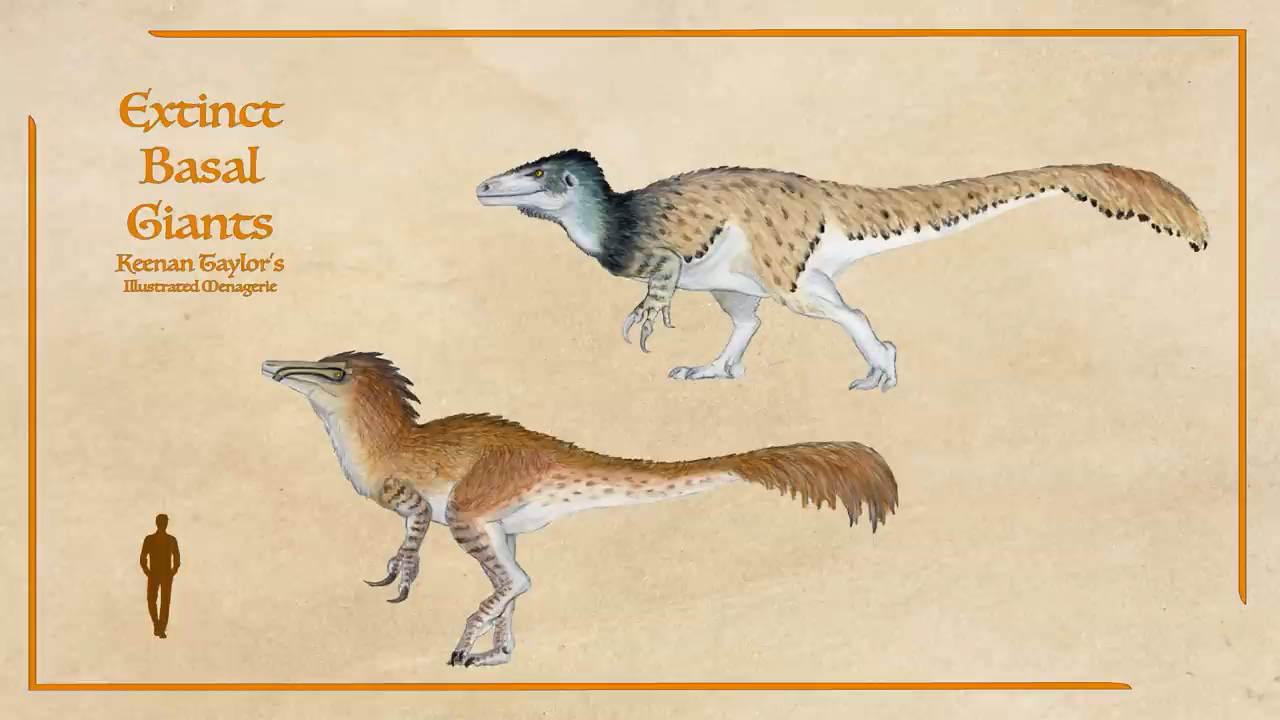 Extinct
Basal
Giants
Keenan Taylor's
Illustrated Menagerie